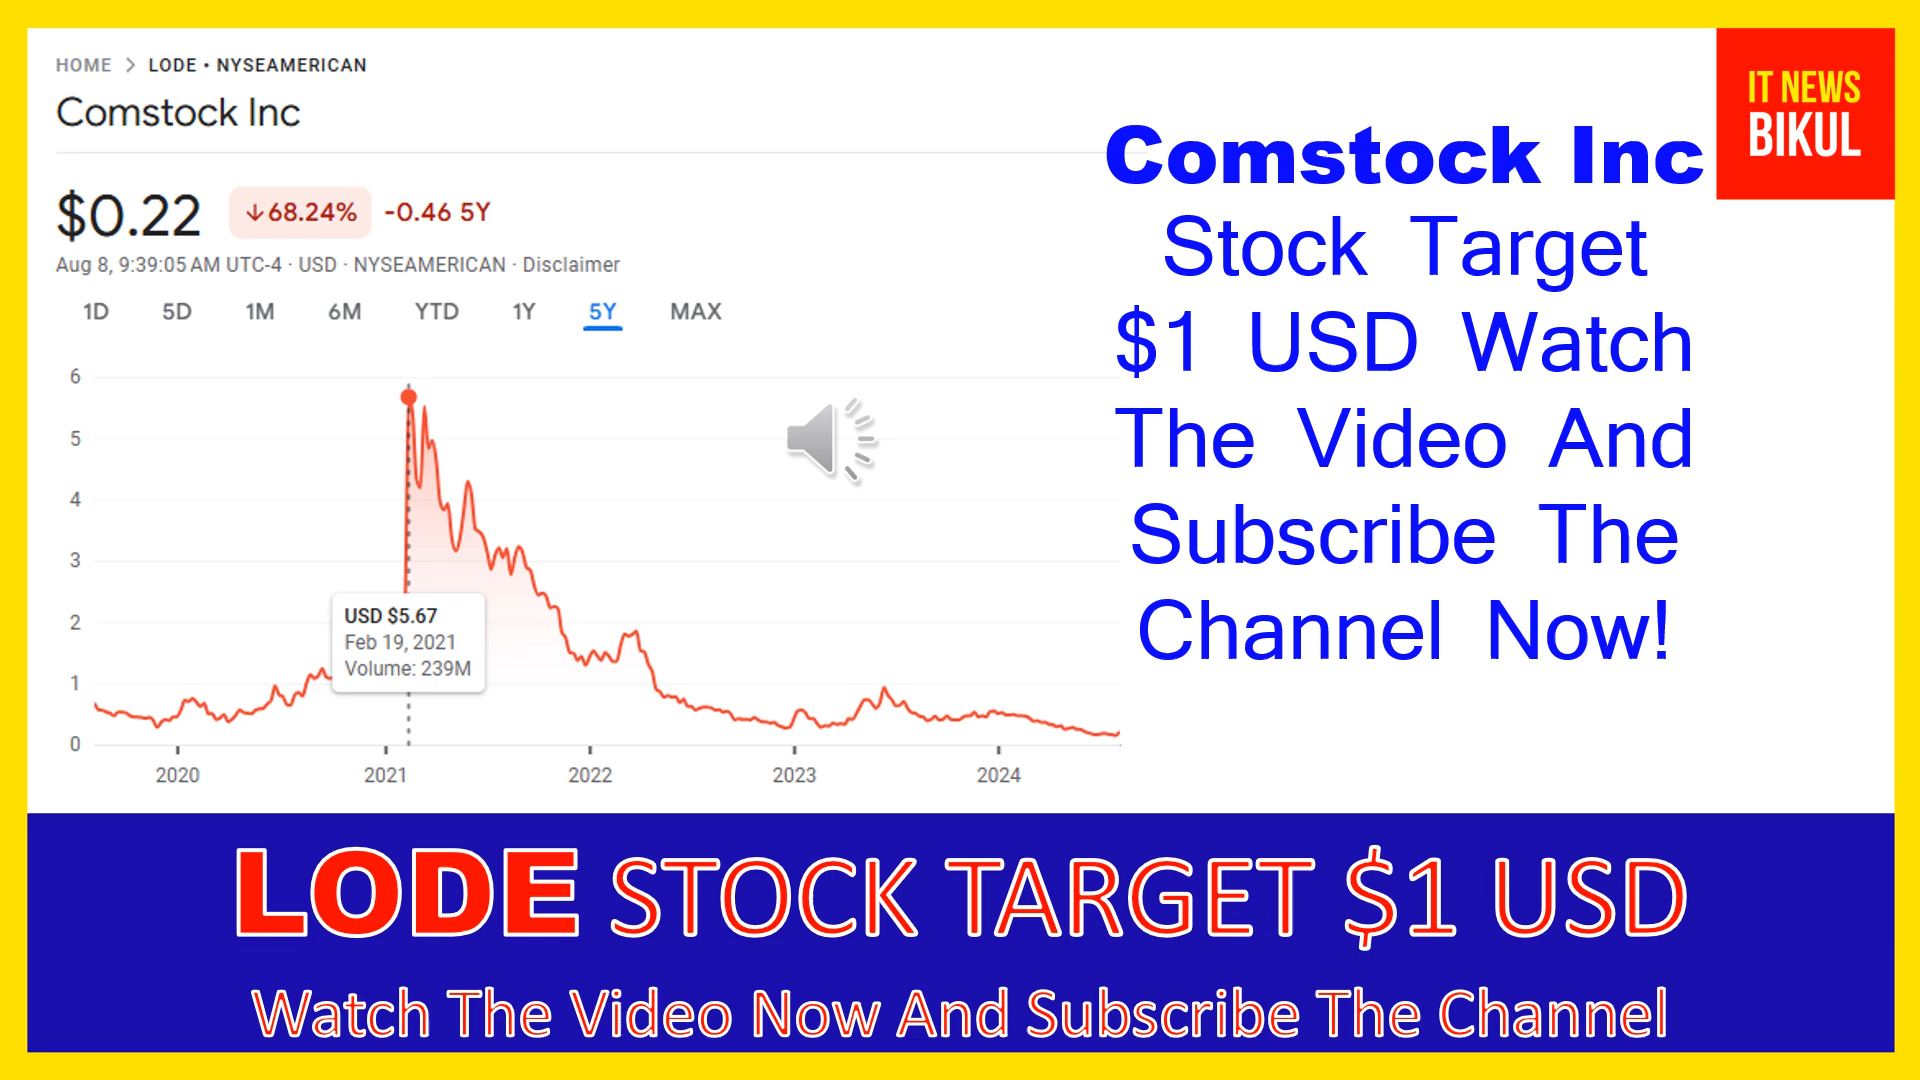 HOME > LODE • NYSEAMERICAN
Comstock Inc
$0.22 ↓68.24% -0.46 5Y
Aug 8, 9:39:05 AM UTC-4 · USD · NYSEAMERICAN · Disclaimer
1D 5D 1M 6M YTD 1Y 5Y MAX
6
5
4
3
2
1
0
USD $5.67
Feb 19, 2021
Volume: 239M
2020 2021 2022 2023 2024
Comstock Inc
Stock Target
$1 USD Watch
The Video And
Subscribe The
Channel Now!
IT NEWS
BIKUL
LODE STOCK TARGET $1 USD
Watch The Video Now And Subscribe The Channel